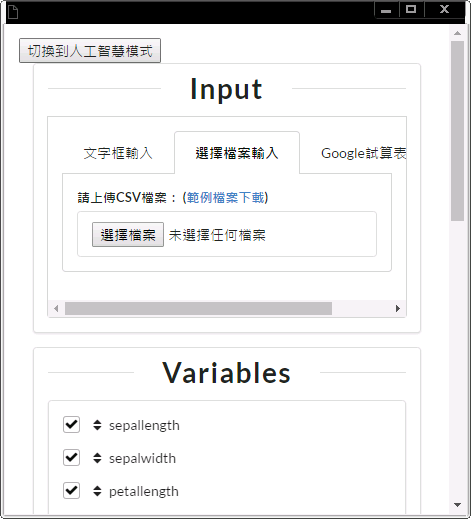 切換到人工智慧模式
Input
文字框輸入 選擇檔案輸入 Google試算表
請上傳CSV檔案： (範例檔案下載)
選擇檔案 未選擇任何檔案
Variables
sepallength
sepalwidth
petallength